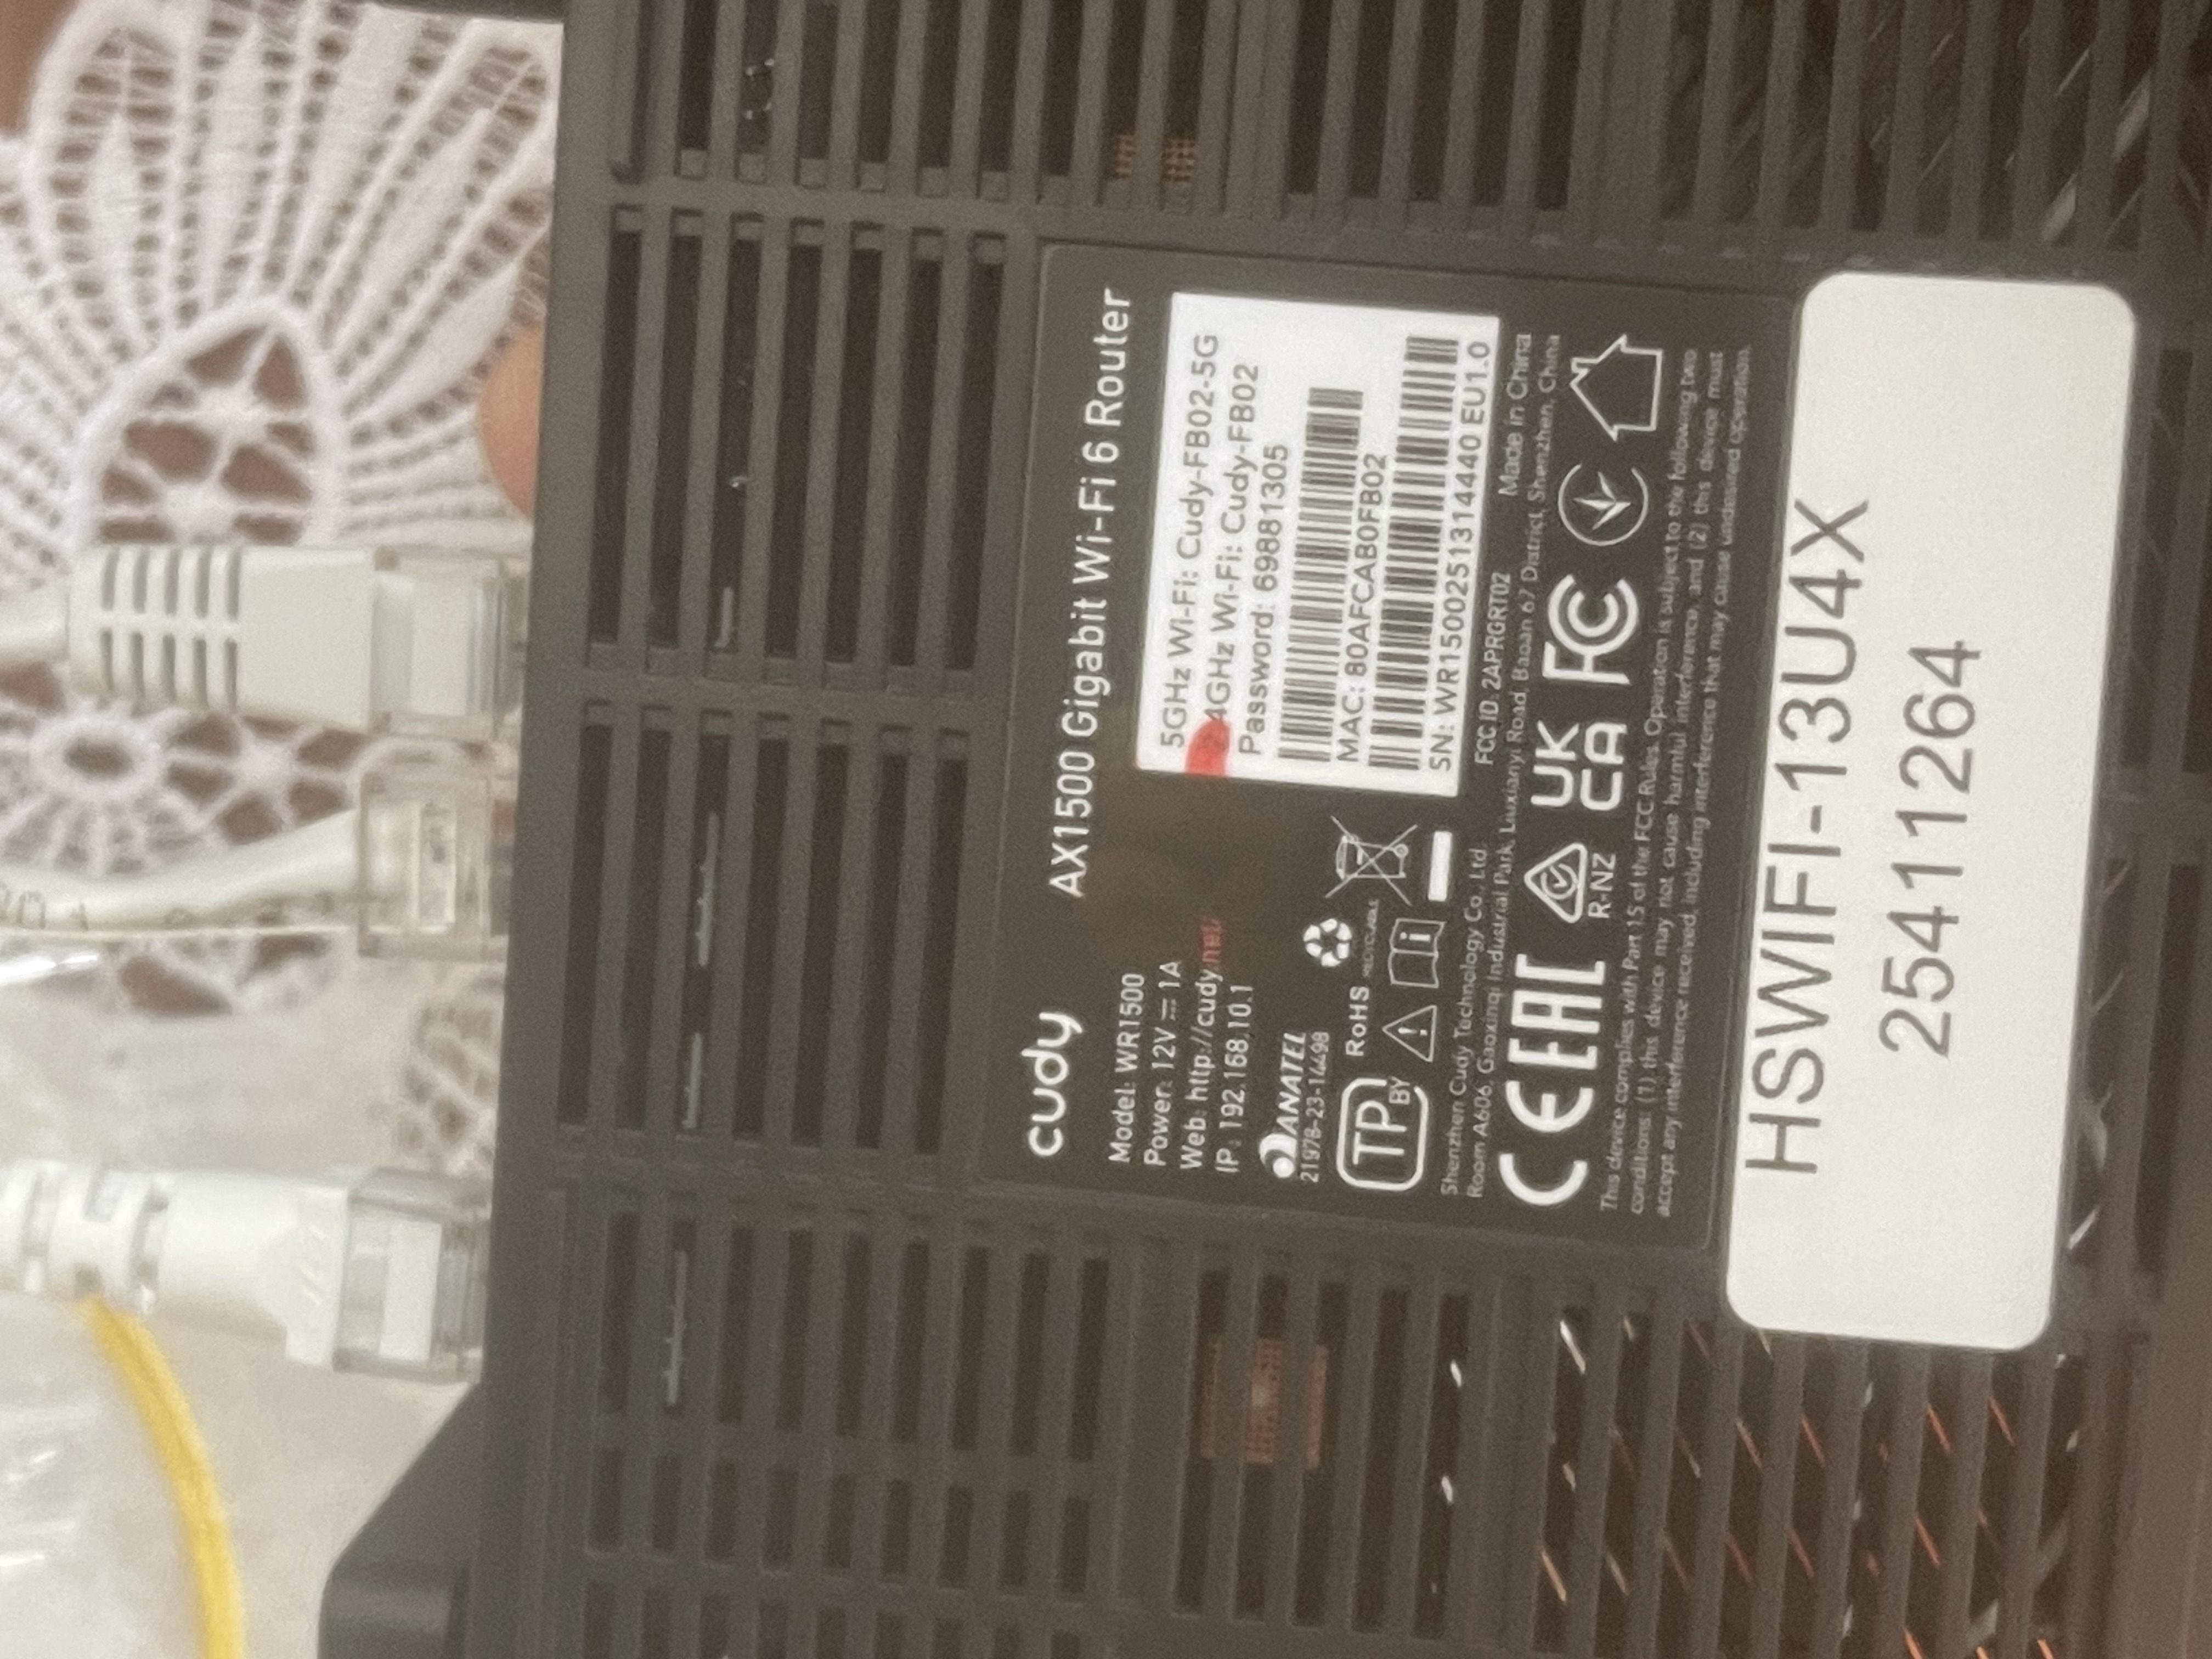 cudy
AX1500 Gigabit Wi-Fi 6 Router
Model: WR1500
Power: 12V ⎓ 1A
Web: http://cudy.net
IP: 192.168.10.1
5GHz Wi-Fi: Cudy-FB02-5G
4GHz Wi-Fi: Cudy-FB02
Password: 69881305
MAC: 80AFCAB0FB02
SN: WR1500251314440 EU1.0
ANATEL
21978-23-14498
TPI
BY
RoHS
RECYCLABLE
FCC ID: 2APRGRT02
Made in China
Shenzhen Cudy Technology Co., Ltd.
Room A606, Gaoxinqi Industrial Park, Liuxianyi Road, Baoan 67 District, Shenzhen, China
CE EAC
R-NZ
UK
CA
FC
This device complies with Part 15 of the FCC Rules. Operation is subject to the following two
conditions: (1) this device may not cause harmful interference, and (2) this device must
accept any interference received, including interference that may cause undesired operation.
HSWIFI-13U4X
25411264